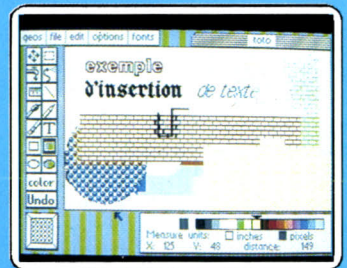 geos file edit options fonts toto
exemple
d'insertion de texte
T
color
Undo
Measure units: inches pixels
X: 125 Y: 48 distance: 149